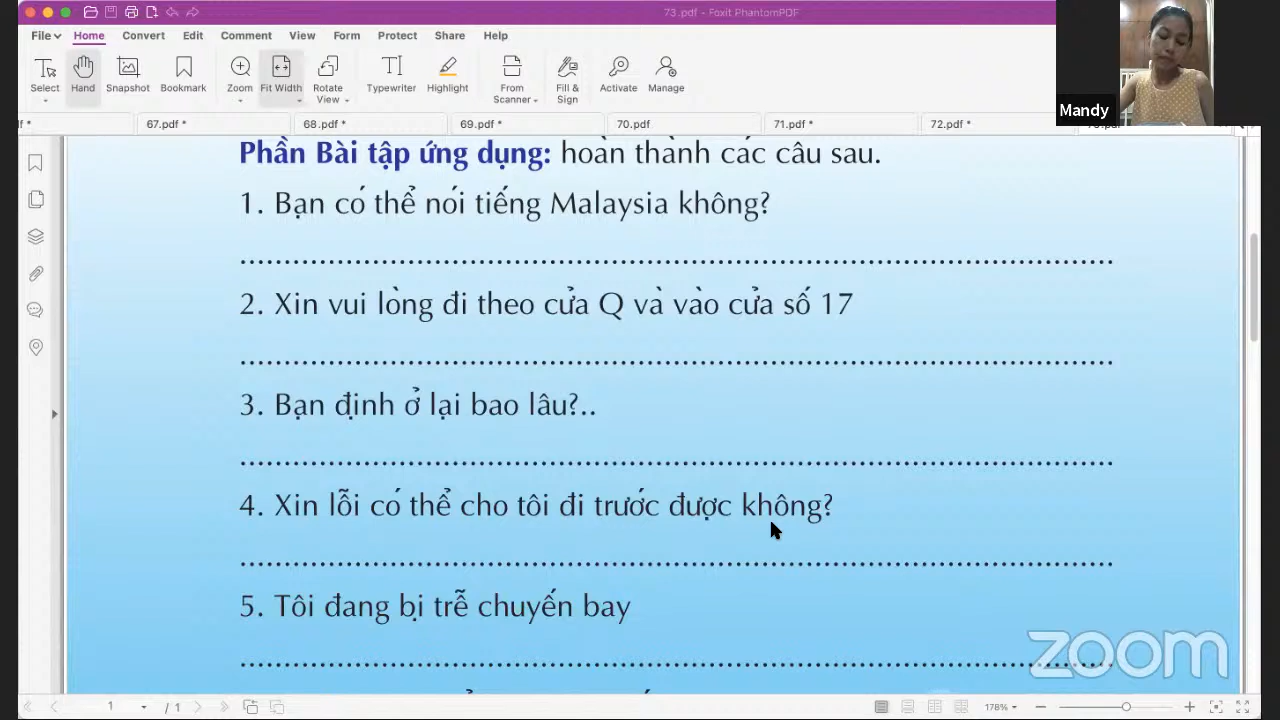 73.pdf - Foxit PhantomPDF
File Home Convert Edit Comment View Form Protect Share Help
Select Hand Snapshot Bookmark Zoom Fit Width Rotate View Typewriter Highlight From Scanner Fill & Sign Activate Manage
Mandy
67.pdf * 68.pdf * 69.pdf * 70.pdf 71.pdf * 72.pdf *
Phần Bài tập ứng dụng: hoàn thành các câu sau.
1. Bạn có thể nói tiếng Malaysia không?
2. Xin vui lòng đi theo cửa Q và vào cửa số 17
3. Bạn định ở lại bao lâu?..
4. Xin lỗi có thể cho tôi đi trước được không?
5. Tôi đang bị trễ chuyến bay
zoom
1 / 1 178%